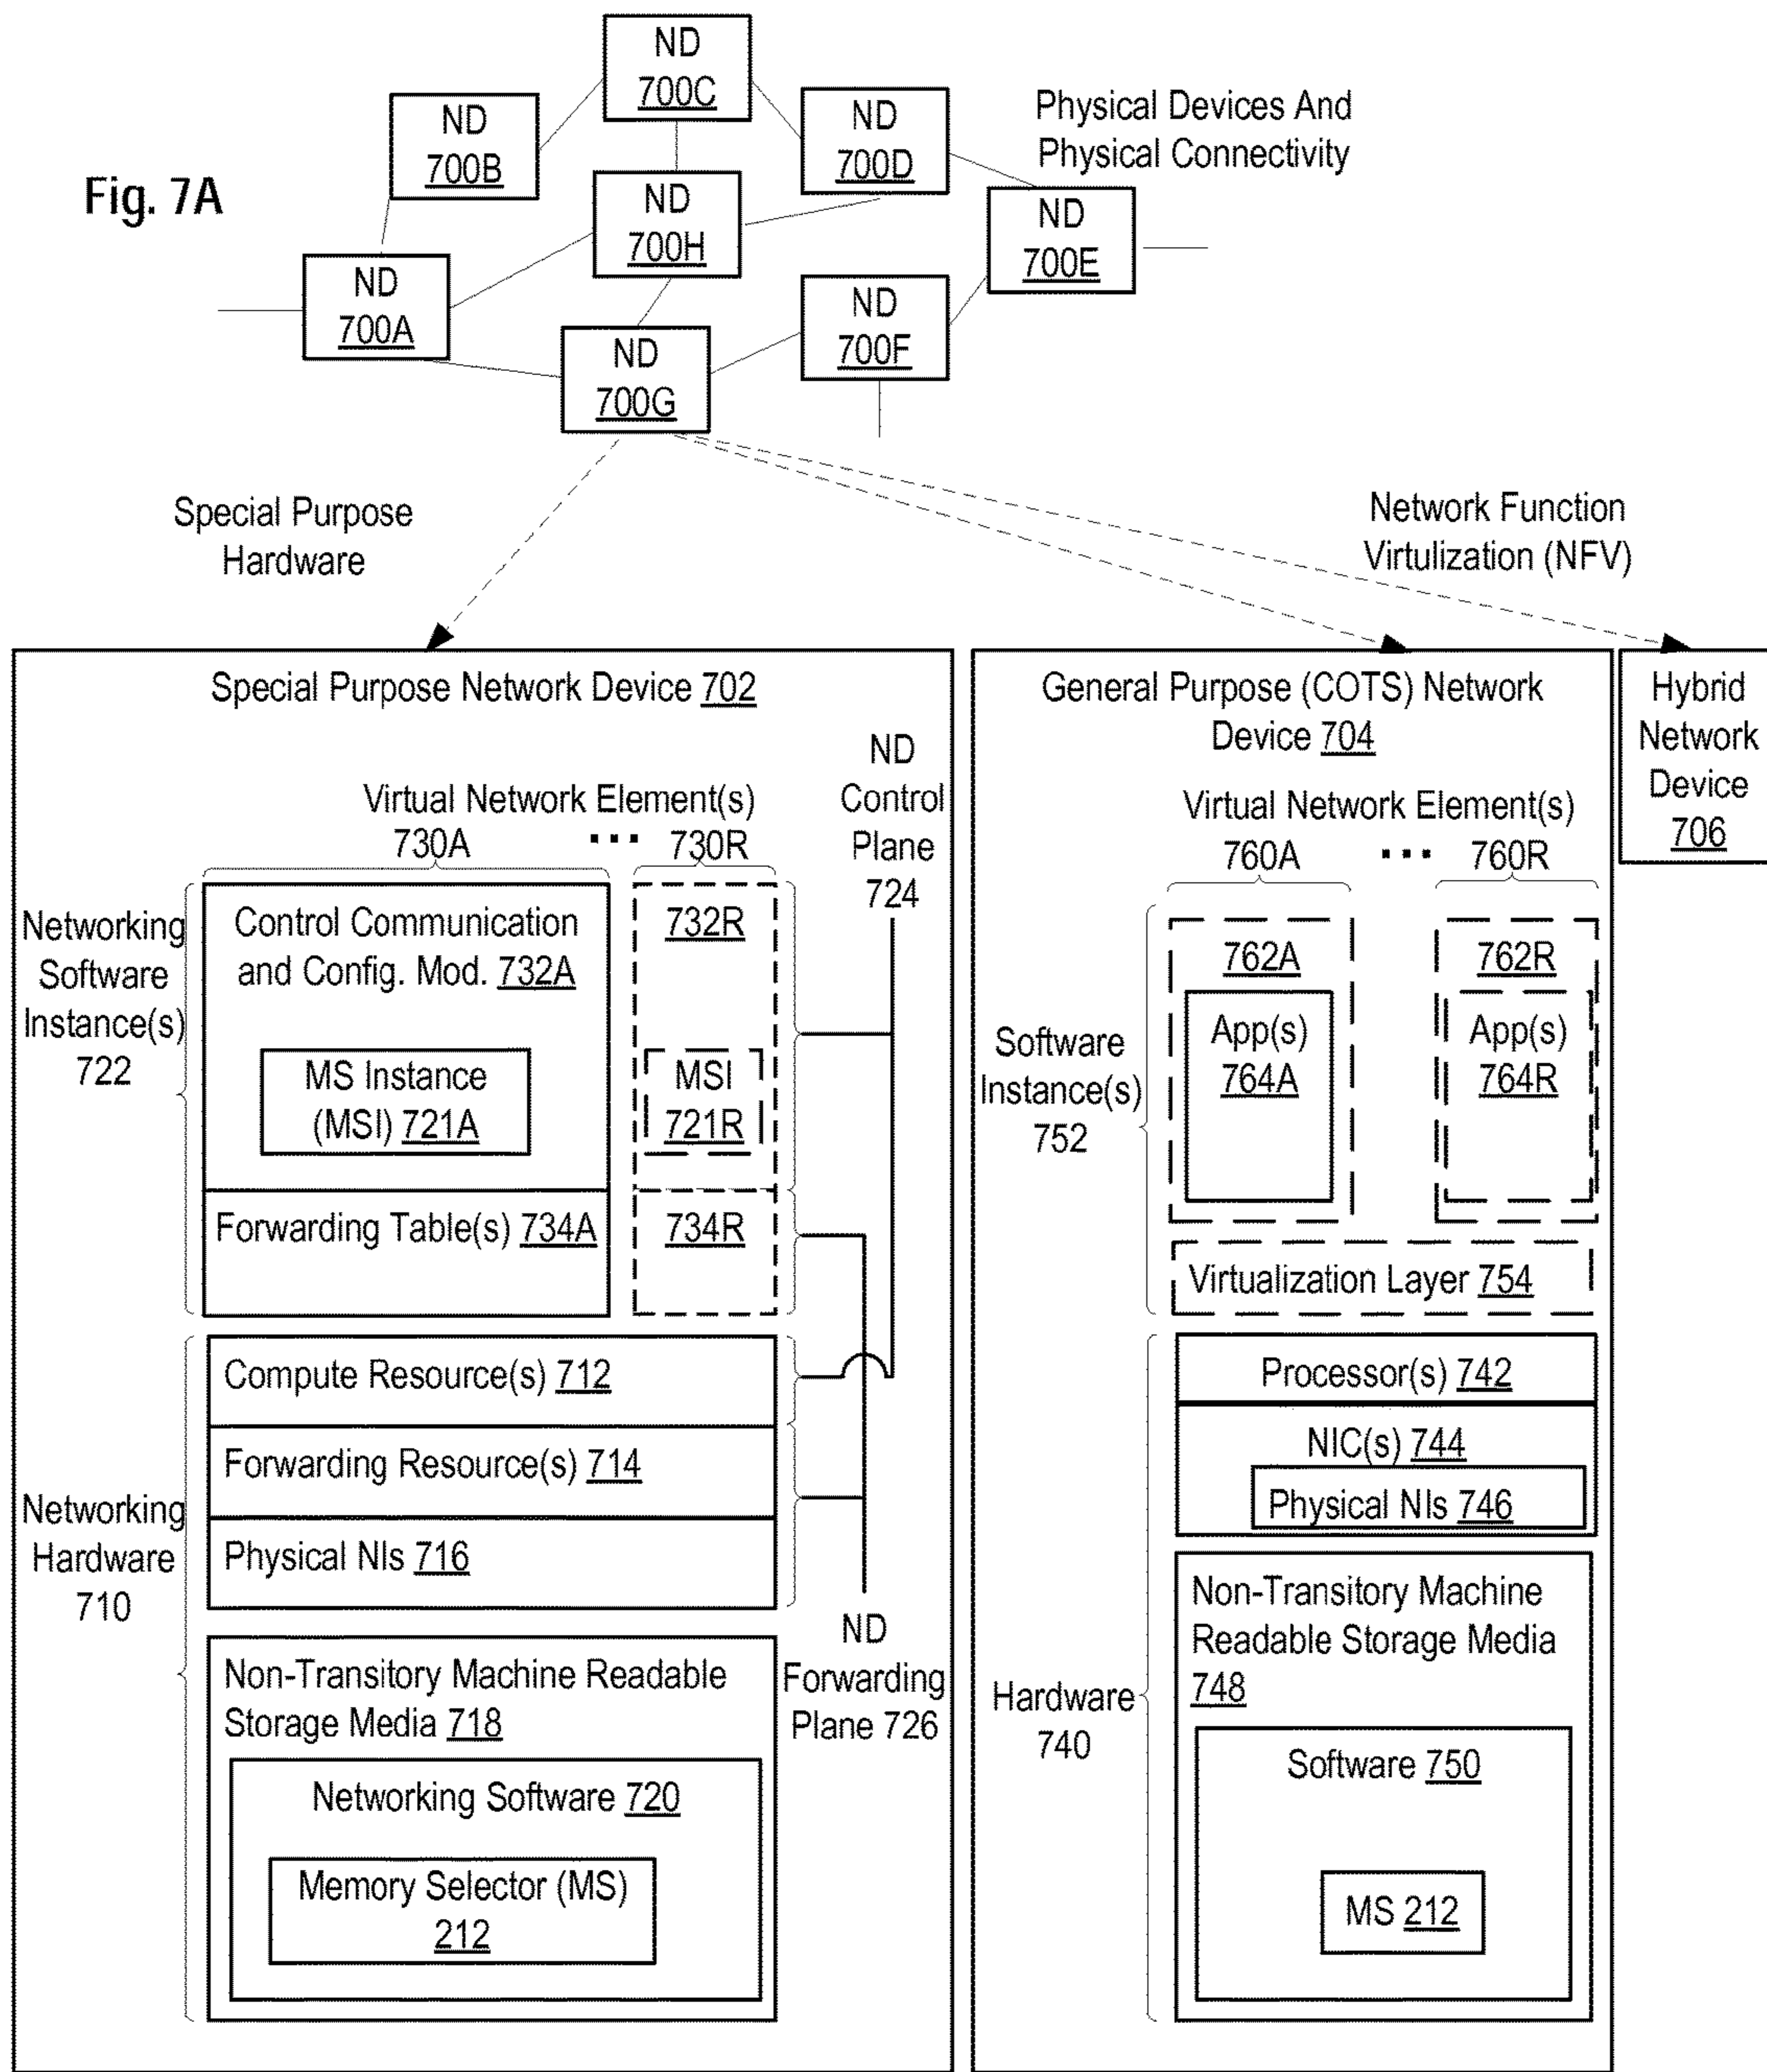 Fig. 7A
ND
700C
ND
700B
ND
700D
Physical Devices And
Physical Connectivity
ND
700H
ND
700E
ND
700A
ND
700F
ND
700G
Special Purpose
Hardware
Network Function
Virtulization (NFV)
Special Purpose Network Device 702
ND
Control
Plane
724
Virtual Network Element(s)
730A
...
730R
Networking
Software
Instance(s)
722
Control Communication
and Config. Mod. 732A
732R
MS Instance
(MSI) 721A
MSI
721R
Forwarding Table(s) 734A
734R
Networking
Hardware
710
Compute Resource(s) 712
Forwarding Resource(s) 714
Physical NIs 716
ND
Forwarding
Plane 726
Non-Transitory Machine Readable
Storage Media 718
Networking Software 720
Memory Selector (MS)
212
General Purpose (COTS) Network
Device 704
Virtual Network Element(s)
760A
...
760R
Software
Instance(s)
752
762A
762R
App(s)
764A
App(s)
764R
Virtualization Layer 754
Hardware
740
Processor(s) 742
NIC(s) 744
Physical NIs 746
Non-Transitory Machine
Readable Storage Media
748
Software 750
MS 212
Hybrid
Network
Device
706